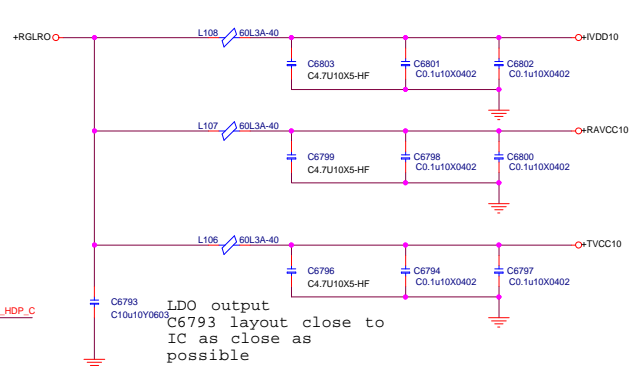 +RGLRO
L108
60L3A-40
+IVDD10
C6803
C4.7U10X5-HF
C6801
C0.1u10X0402
C6802
C0.1u10X0402
L107
60L3A-40
+RAVCC10
C6799
C4.7U10X5-HF
C6798
C0.1u10X0402
C6800
C0.1u10X0402
L106
60L3A-40
+TVCC10
C6796
C4.7U10X5-HF
C6794
C0.1u10X0402
C6797
C0.1u10X0402
C6793
C10u10Y0603
_HDP_C
LDO output
C6793 layout close to
IC as close as
possible